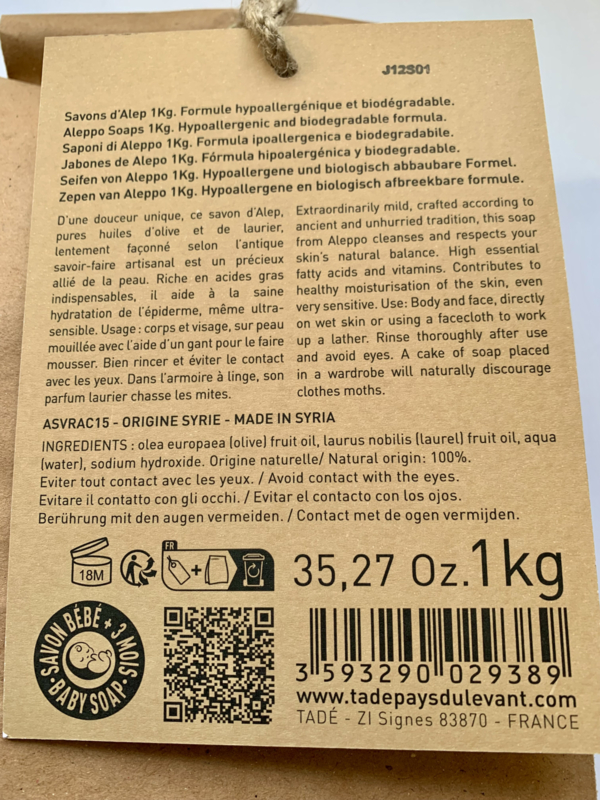 J12S01
Savons d'Alep 1Kg. Formule hypoallergénique et biodégradable.
Aleppo Soaps 1Kg. Hypoallergenic and biodegradable formula.
Saponi di Aleppo 1Kg. Formula ipoallergenica e biodegradabile.
Jabones de Alepo 1Kg. Fórmula hipoalergénica y biodegradable.
Seifen von Aleppo 1Kg. Hypoallergene und biologisch abbaubare Formel.
Zepen van Aleppo 1Kg. Hypoallergene en biologisch afbreekbare formule.
D'une douceur unique, ce savon d'Alep,
pures huiles d'olive et de laurier,
lentement façonné selon l'antique
savoir-faire artisanal est un précieux
allié de la peau. Riche en acides gras
indispensables, il aide à la saine
hydratation de l'épiderme, même ultra-
sensible. Usage : corps et visage, sur peau
mouillée avec l'aide d'un gant pour le faire
mousser. Bien rincer et éviter le contact
avec les yeux. Dans l'armoire à linge, son
parfum laurier chasse les mites.
Extraordinarily mild, crafted according to
ancient and unhurried tradition, this soap
from Aleppo cleanses and respects your
skin's natural balance. High essential
fatty acids and vitamins. Contributes to
healthy moisturisation of the skin, even
very sensitive. Use: Body and face, directly
on wet skin or using a facecloth to work
up a lather. Rinse thoroughly after use
and avoid eyes. A cake of soap placed
in a wardrobe will naturally discourage
clothes moths.
ASVRAC15 - ORIGINE SYRIE - MADE IN SYRIA
INGREDIENTS : olea europaea (olive) fruit oil, laurus nobilis (laurel) fruit oil, aqua
(water), sodium hydroxide. Origine naturelle/ Natural origin: 100%.
Eviter tout contact avec les yeux. / Avoid contact with the eyes.
Evitare il contatto con gli occhi. / Evitar el contacto con los ojos.
Berührung mit den augen vermeiden. / Contact met de ogen vermijden.
18M
FR
35,27 Oz. 1kg
SAVON BÉBÉ + 3 MOIS
BABY SOAP
3 593290 029389
www.tadepaysdulevant.com
TADÉ - ZI Signes 83870 - FRANCE